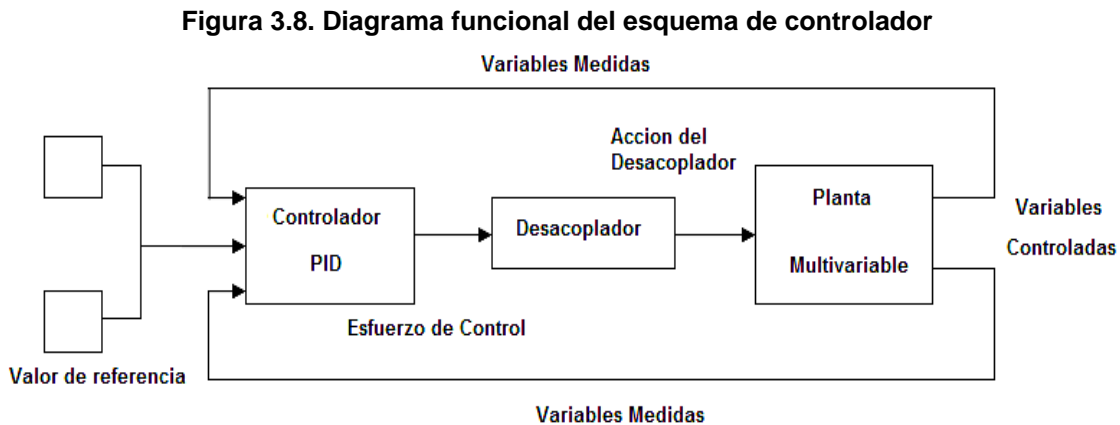 Figura 3.8. Diagrama funcional del esquema de controlador
Variables Medidas
Accion del
Desacoplador
Controlador
PID
Desacoplador
Planta
Multivariable
Variables
Controladas
Esfuerzo de Control
Valor de referencia
Variables Medidas